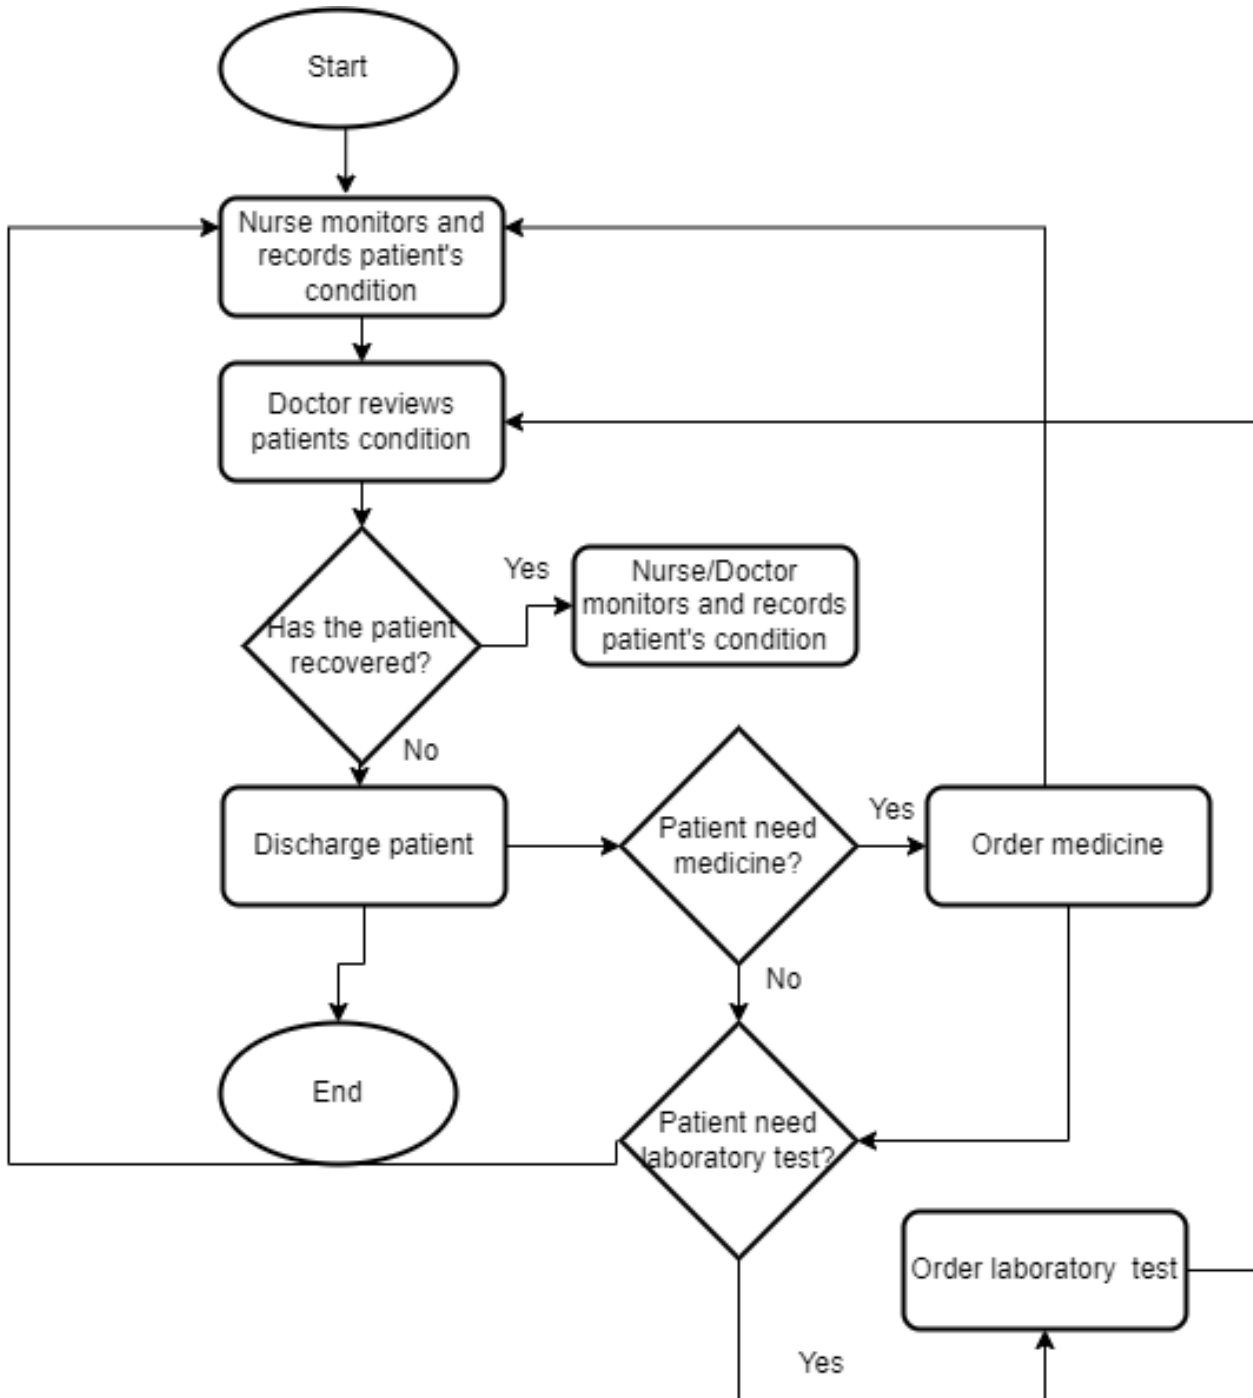 Start
Nurse monitors and
records patient's
condition
Doctor reviews
patients condition
Has the patient
recovered?
Yes
Nurse/Doctor
monitors and records
patient's condition
No
Discharge patient
Patient need
medicine?
Yes
Order medicine
No
End
Patient need
laboratory test?
Order laboratory test
Yes